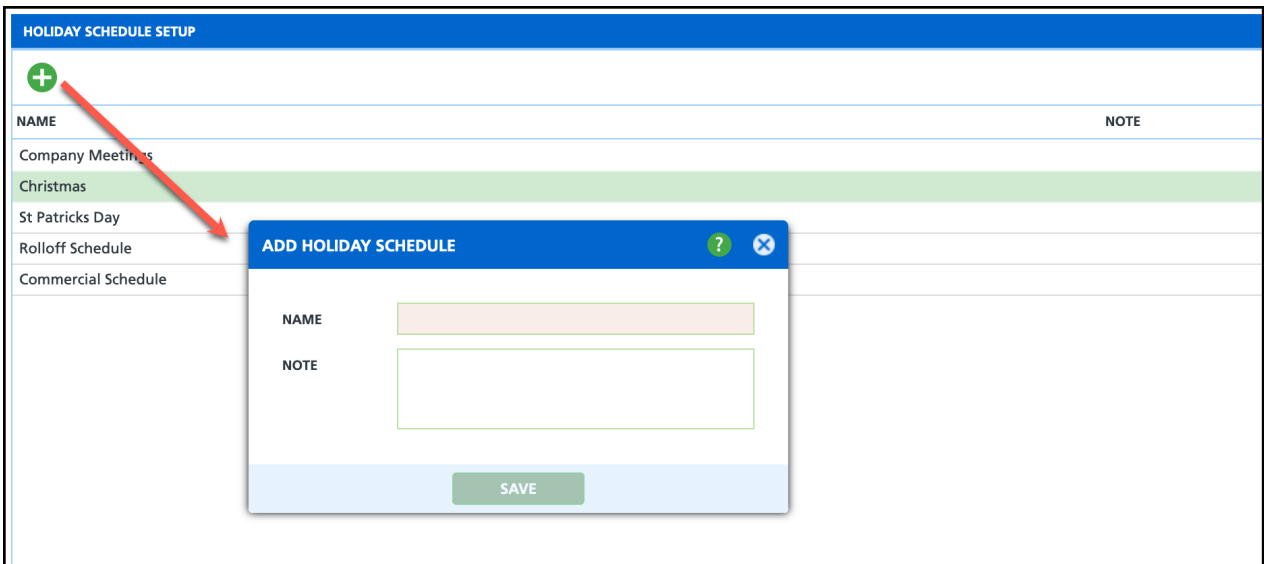 HOLIDAY SCHEDULE SETUP
NAME NOTE
Company Meetings
Christmas
St Patricks Day
Rolloff Schedule
Commercial Schedule
ADD HOLIDAY SCHEDULE ?
NAME
NOTE
SAVE